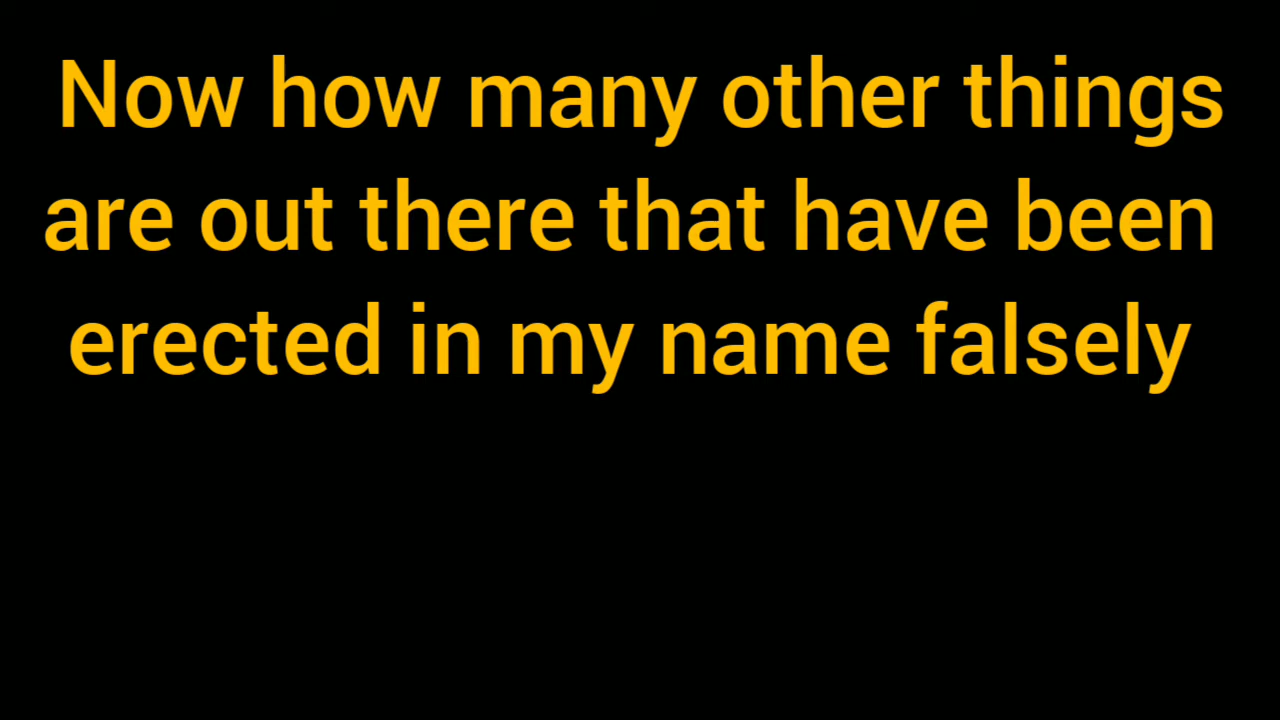 Now how many other things
are out there that have been
erected in my name falsely